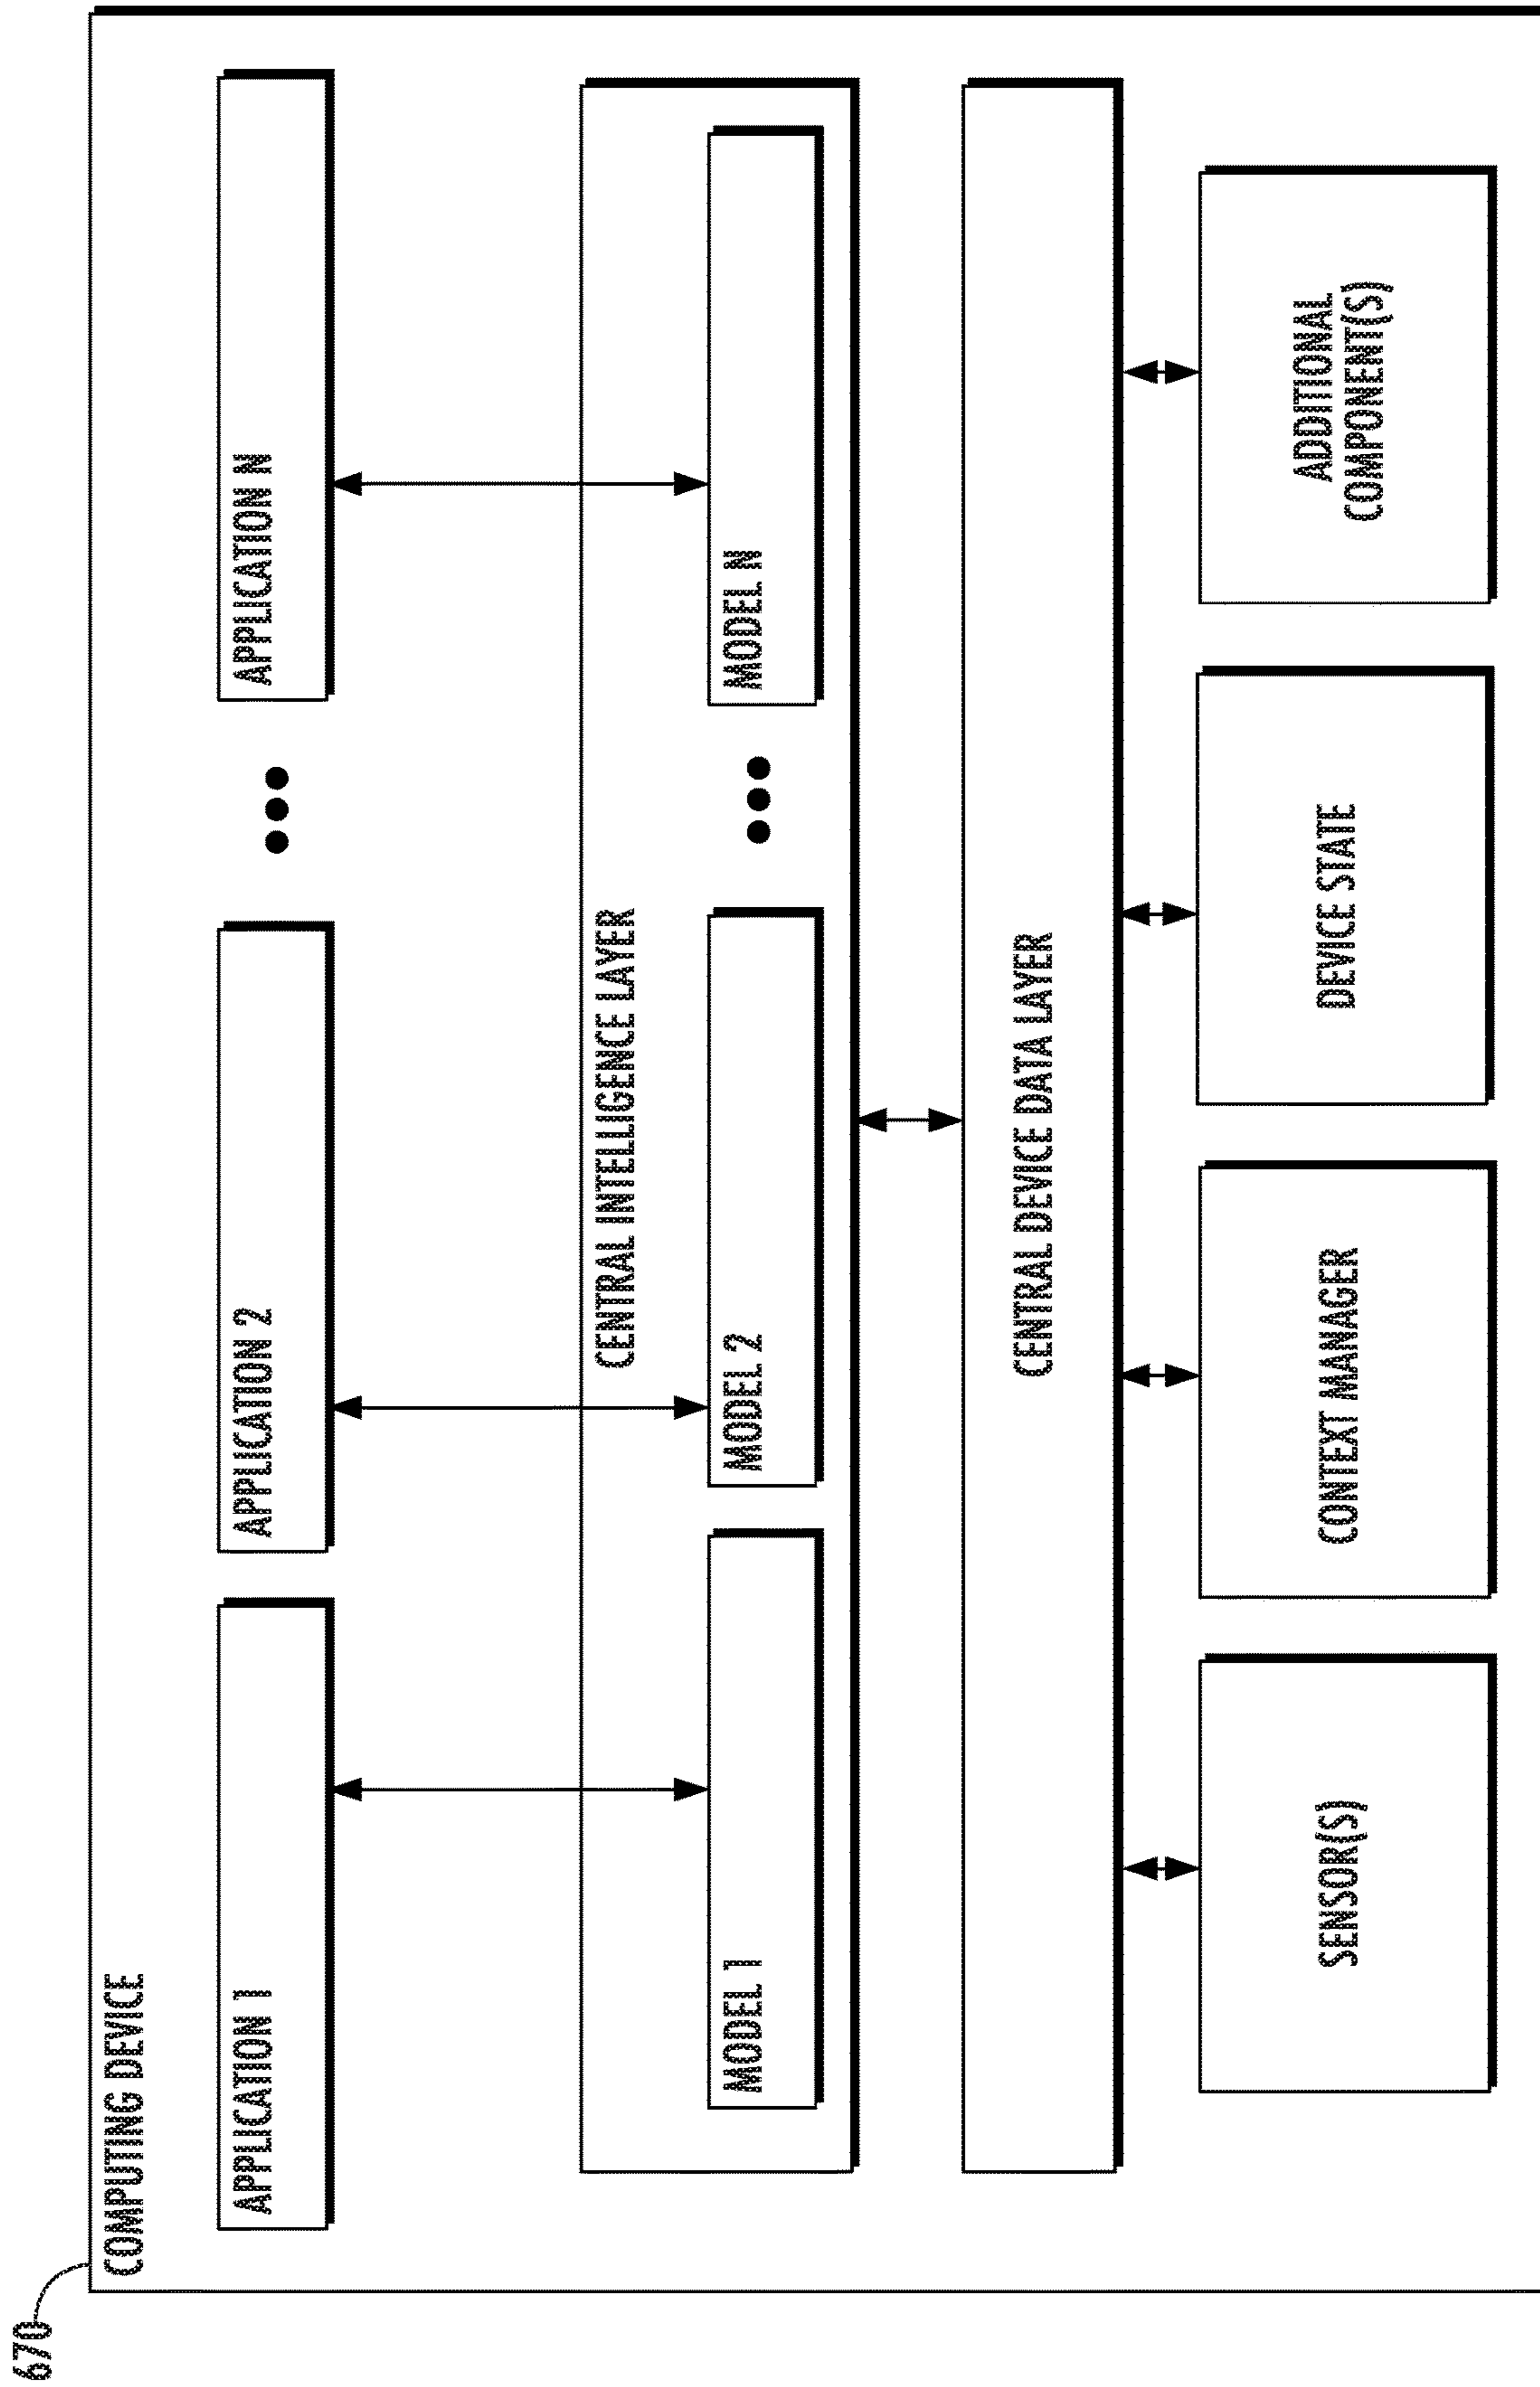 670
COMPUTING DEVICE
APPLICATION 1
APPLICATION 2
APPLICATION N
CENTRAL INTELLIGENCE LAYER
MODEL 1
MODEL 2
MODEL N
CENTRAL DEVICE DATA LAYER
SENSOR(S)
CONTEXT MANAGER
DEVICE STATE
ADDITIONAL
COMPONENT(S)